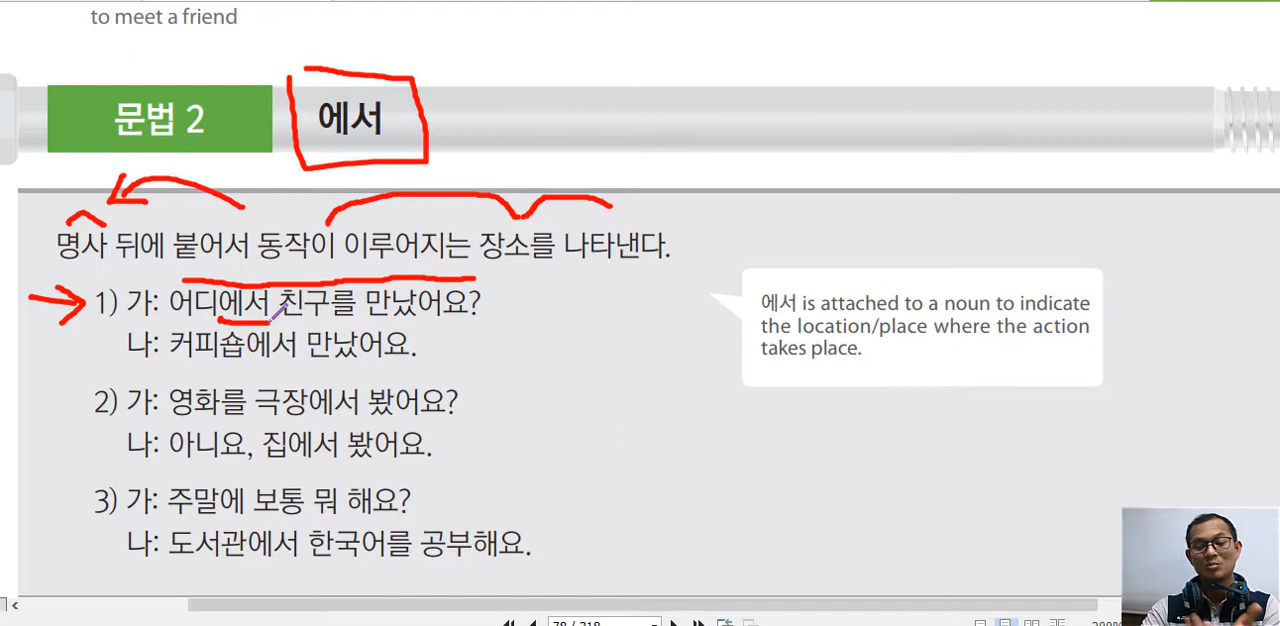 to meet a friend
문법 2
에서
명사 뒤에 붙어서 동작이 이루어지는 장소를 나타낸다.
1) 가: 어디에서 친구를 만났어요?
나: 커피숍에서 만났어요.
2) 가: 영화를 극장에서 봤어요?
나: 아니요, 집에서 봤어요.
3) 가: 주말에 보통 뭐 해요?
나: 도서관에서 한국어를 공부해요.
에서 is attached to a noun to indicate
the location/place where the action
takes place.